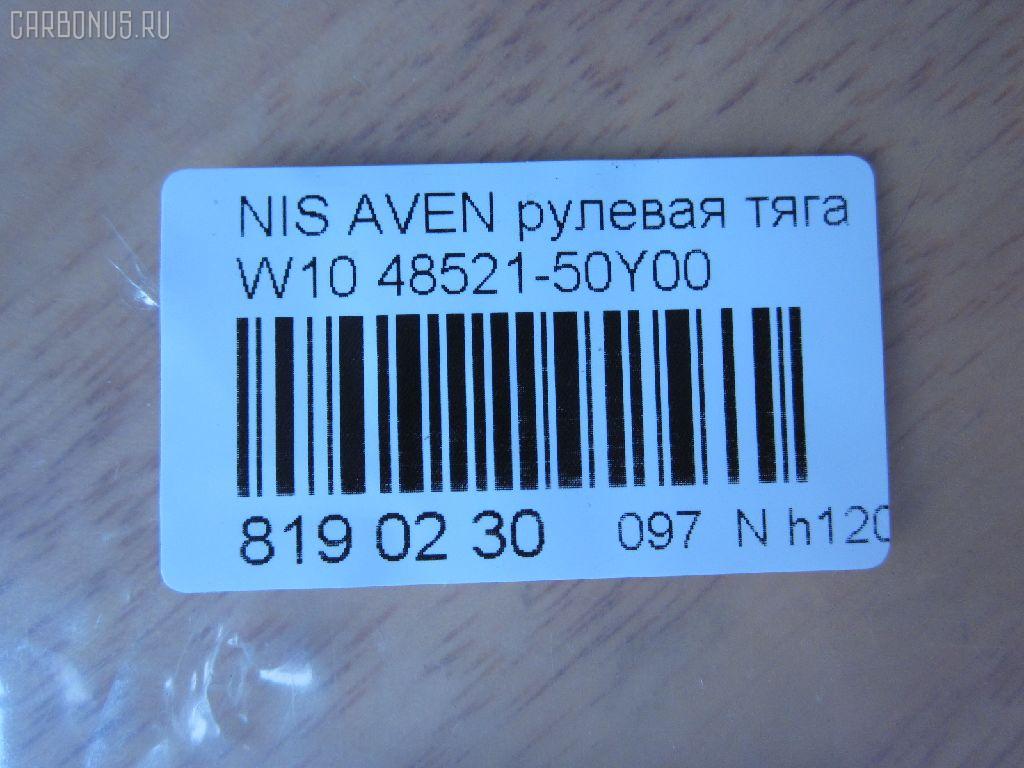 CARBONUS.RU
NIS AVEN рулевая тяга
W10 48521-50Y00
819 02 30 097 N h120